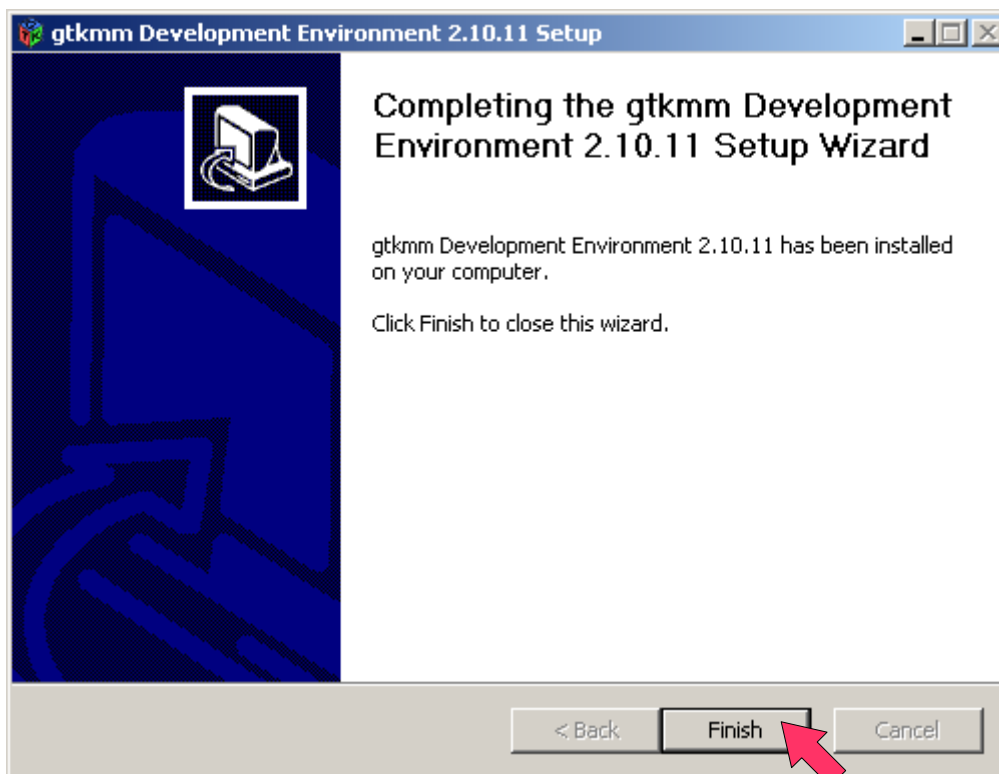 gtkmm Development Environment 2.10.11 Setup
Completing the gtkmm Development
Environment 2.10.11 Setup Wizard
gtkmm Development Environment 2.10.11 has been installed
on your computer.
Click Finish to close this wizard.
< Back
Finish
Cancel